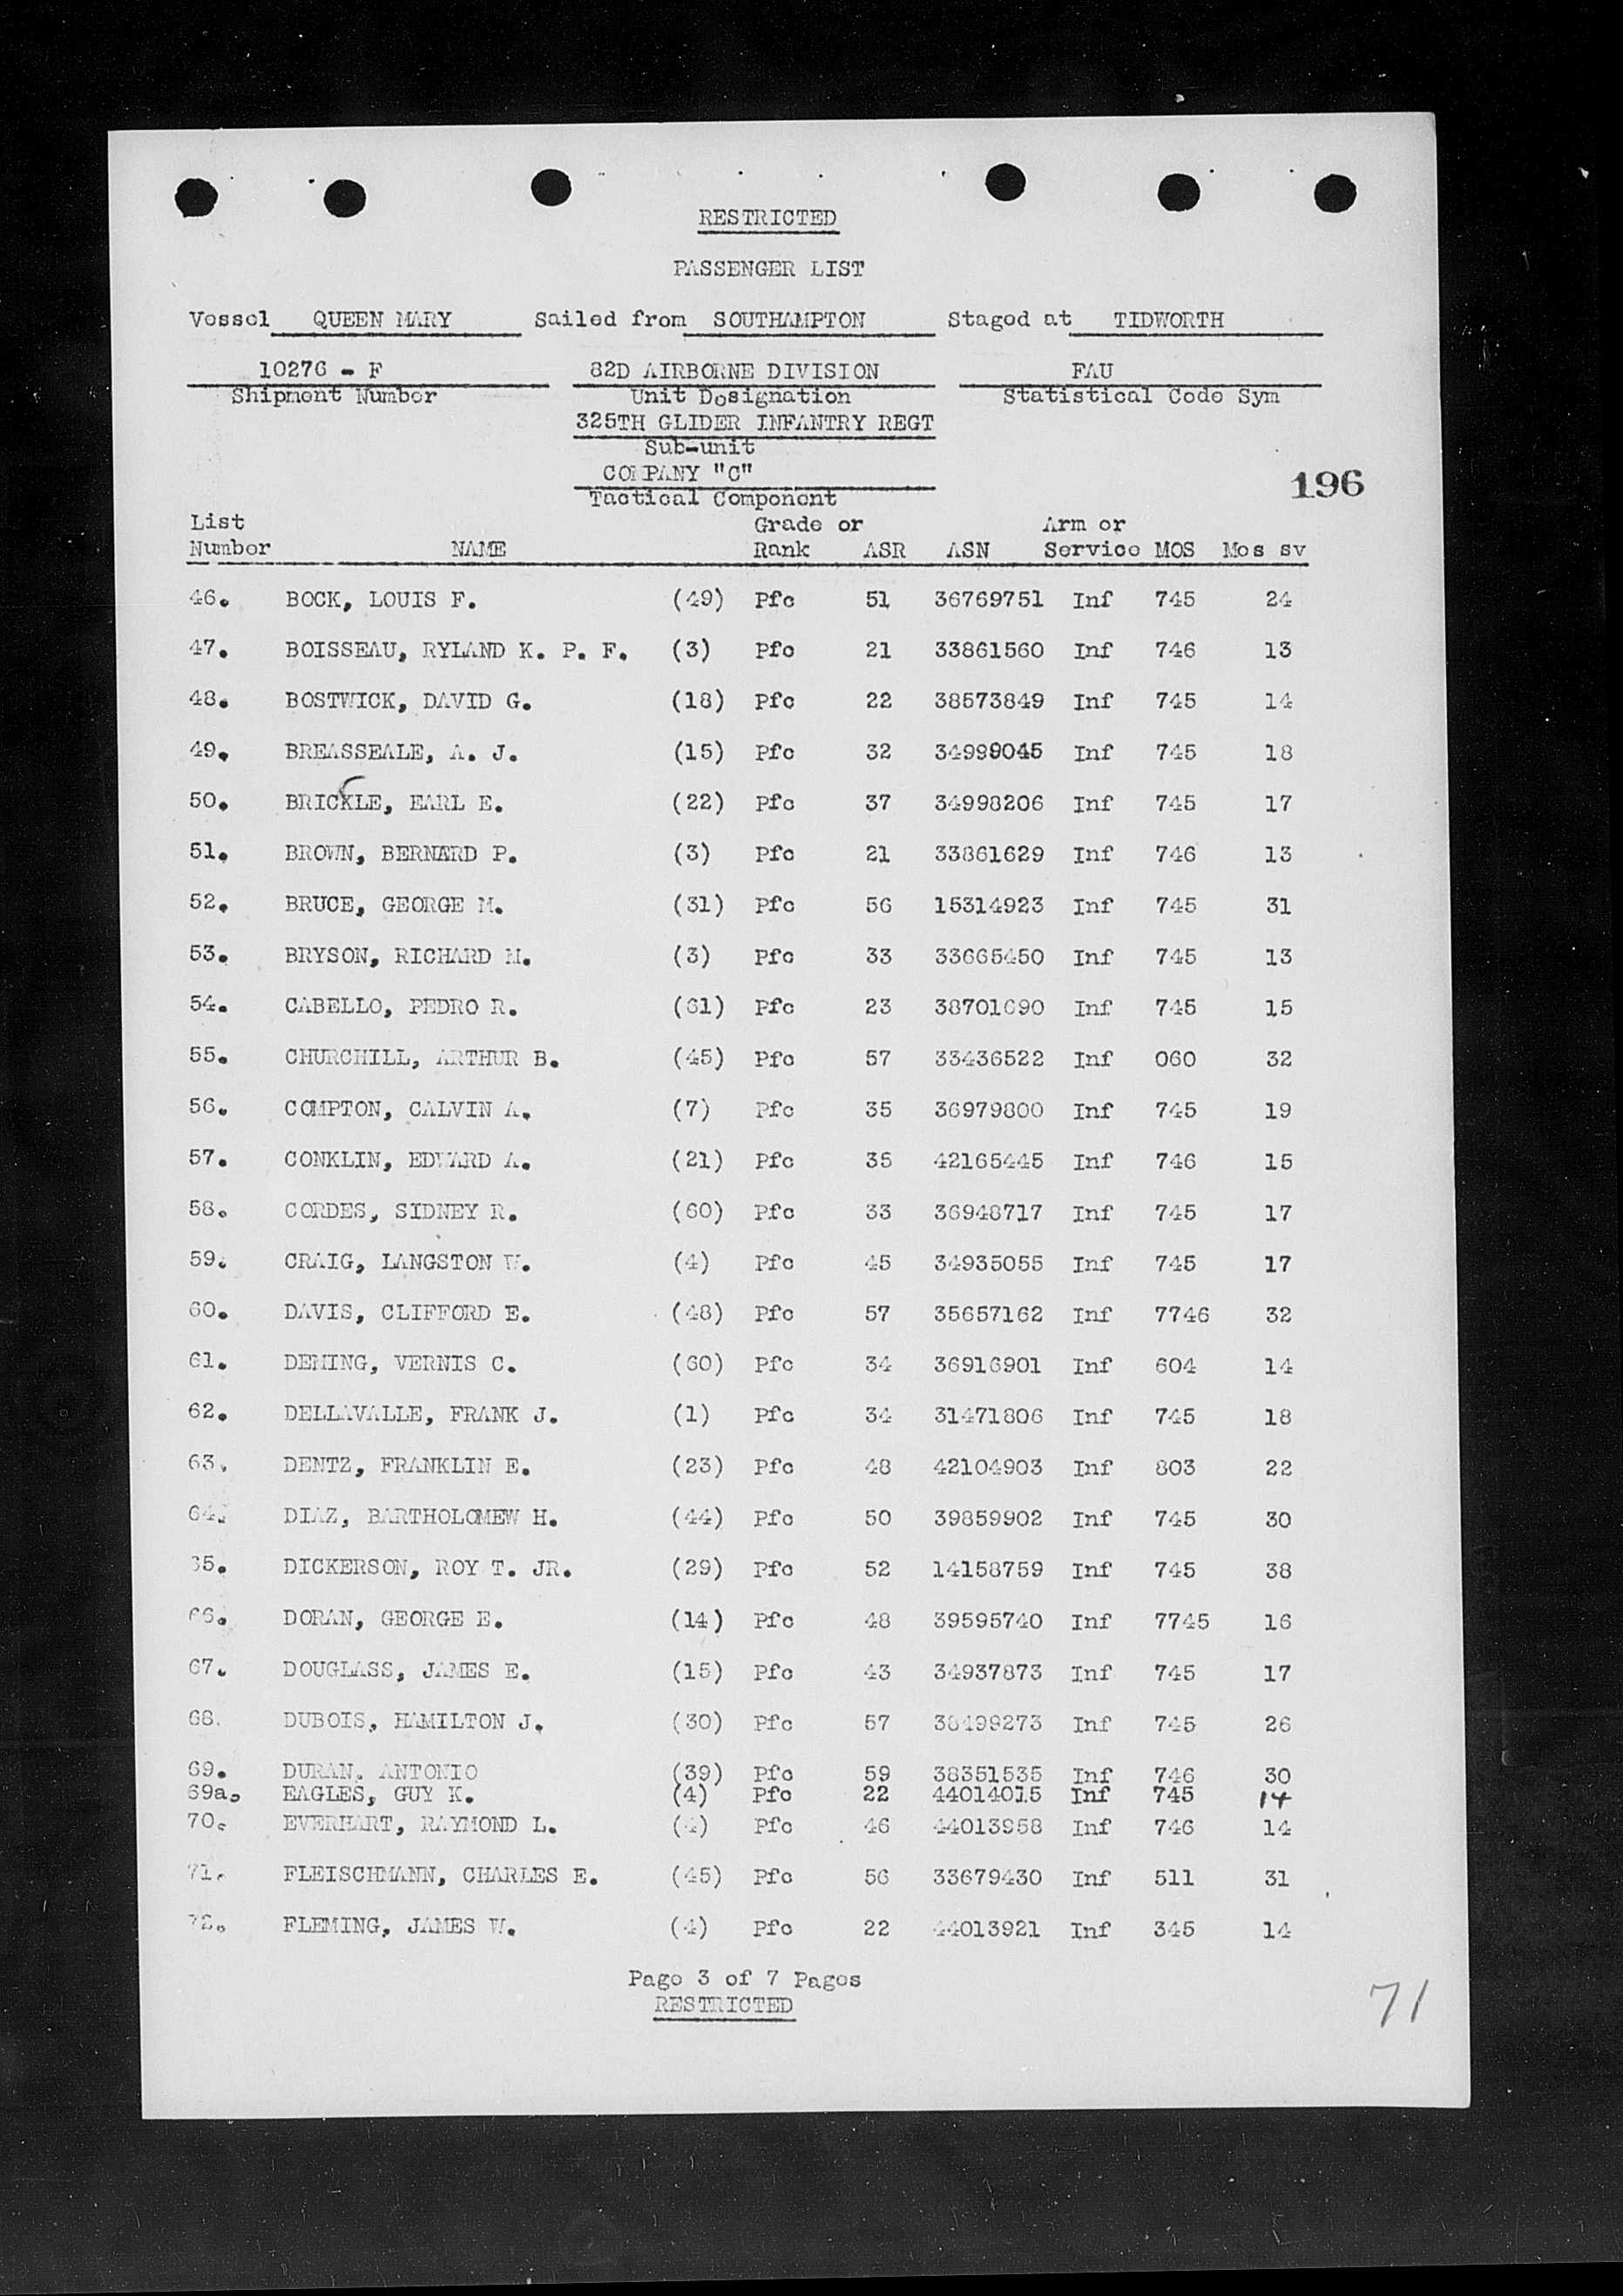 RESTRICTED
PASSENGER LIST
Vessel QUEEN MARY Sailed from SOUTHAMPTON Staged at TIDWORTH
10276 - F 82D AIRBORNE DIVISION FAU
Shipment Number Unit Designation Statistical Code Sym
325TH GLIDER INFANTRY REGT
Sub-unit
COMPANY "C"
196
Tactical Component
List Grade or Arm or
Number NAME Rank ASR ASN Service MOS Mos sv
46. BOCK, LOUIS F. (49) Pfc 51 36769751 Inf 745 24
47. BOISSEAU, RYLAND K. P. F. (3) Pfc 21 33861560 Inf 746 13
48. BOSTWICK, DAVID G. (18) Pfc 22 38573849 Inf 745 14
49. BREASSEALE, A. J. (15) Pfc 32 34999045 Inf 745 18
50. BRICKLE, EARL E. (22) Pfc 37 34998206 Inf 745 17
51. BROWN, BERNARD P. (3) Pfc 21 33861629 Inf 746 13
52. BRUCE, GEORGE M. (31) Pfc 56 15314923 Inf 745 31
53. BRYSON, RICHARD M. (3) Pfc 33 33665450 Inf 745 13
54. CABELLO, PEDRO R. (61) Pfc 23 38701690 Inf 745 15
55. CHURCHILL, ARTHUR B. (45) Pfc 57 33436522 Inf 060 32
56. COMPTON, CALVIN A. (7) Pfc 35 36979800 Inf 745 19
57. CONKLIN, EDWARD A. (21) Pfc 35 42165445 Inf 746 15
58. CORDES, SIDNEY R. (60) Pfc 33 36948717 Inf 745 17
59. CRAIG, LANGSTON W. (4) Pfc 45 34935055 Inf 745 17
60. DAVIS, CLIFFORD E. (48) Pfc 57 35657162 Inf 7746 32
61. DEMING, VERNIS C. (60) Pfc 34 36916901 Inf 604 14
62. DELLAVALLE, FRANK J. (1) Pfc 34 31471806 Inf 745 18
63. DENTZ, FRANKLIN E. (23) Pfc 48 42104903 Inf 803 22
64. DIAZ, BARTHOLOMEW H. (44) Pfc 50 39859902 Inf 745 30
65. DICKERSON, ROY T. JR. (29) Pfc 52 14158759 Inf 745 38
66. DORAN, GEORGE E. (14) Pfc 48 39595740 Inf 7745 16
67. DOUGLASS, JAMES E. (15) Pfc 43 34937873 Inf 745 17
68. DUBOIS, HAMILTON J. (30) Pfc 57 38499273 Inf 745 26
69. DURAN, ANTONIO (39) Pfc 59 38351535 Inf 746 30
69a. EAGLES, GUY K. (4) Pfc 22 44014015 Inf 745 14
70. EVERHART, RAYMOND L. (4) Pfc 46 44013958 Inf 746 14
71. FLEISCHMANN, CHARLES E. (45) Pfc 56 33679430 Inf 511 31
72. FLEMING, JAMES W. (4) Pfc 22 44013921 Inf 345 14
Page 3 of 7 Pages
RESTRICTED
71